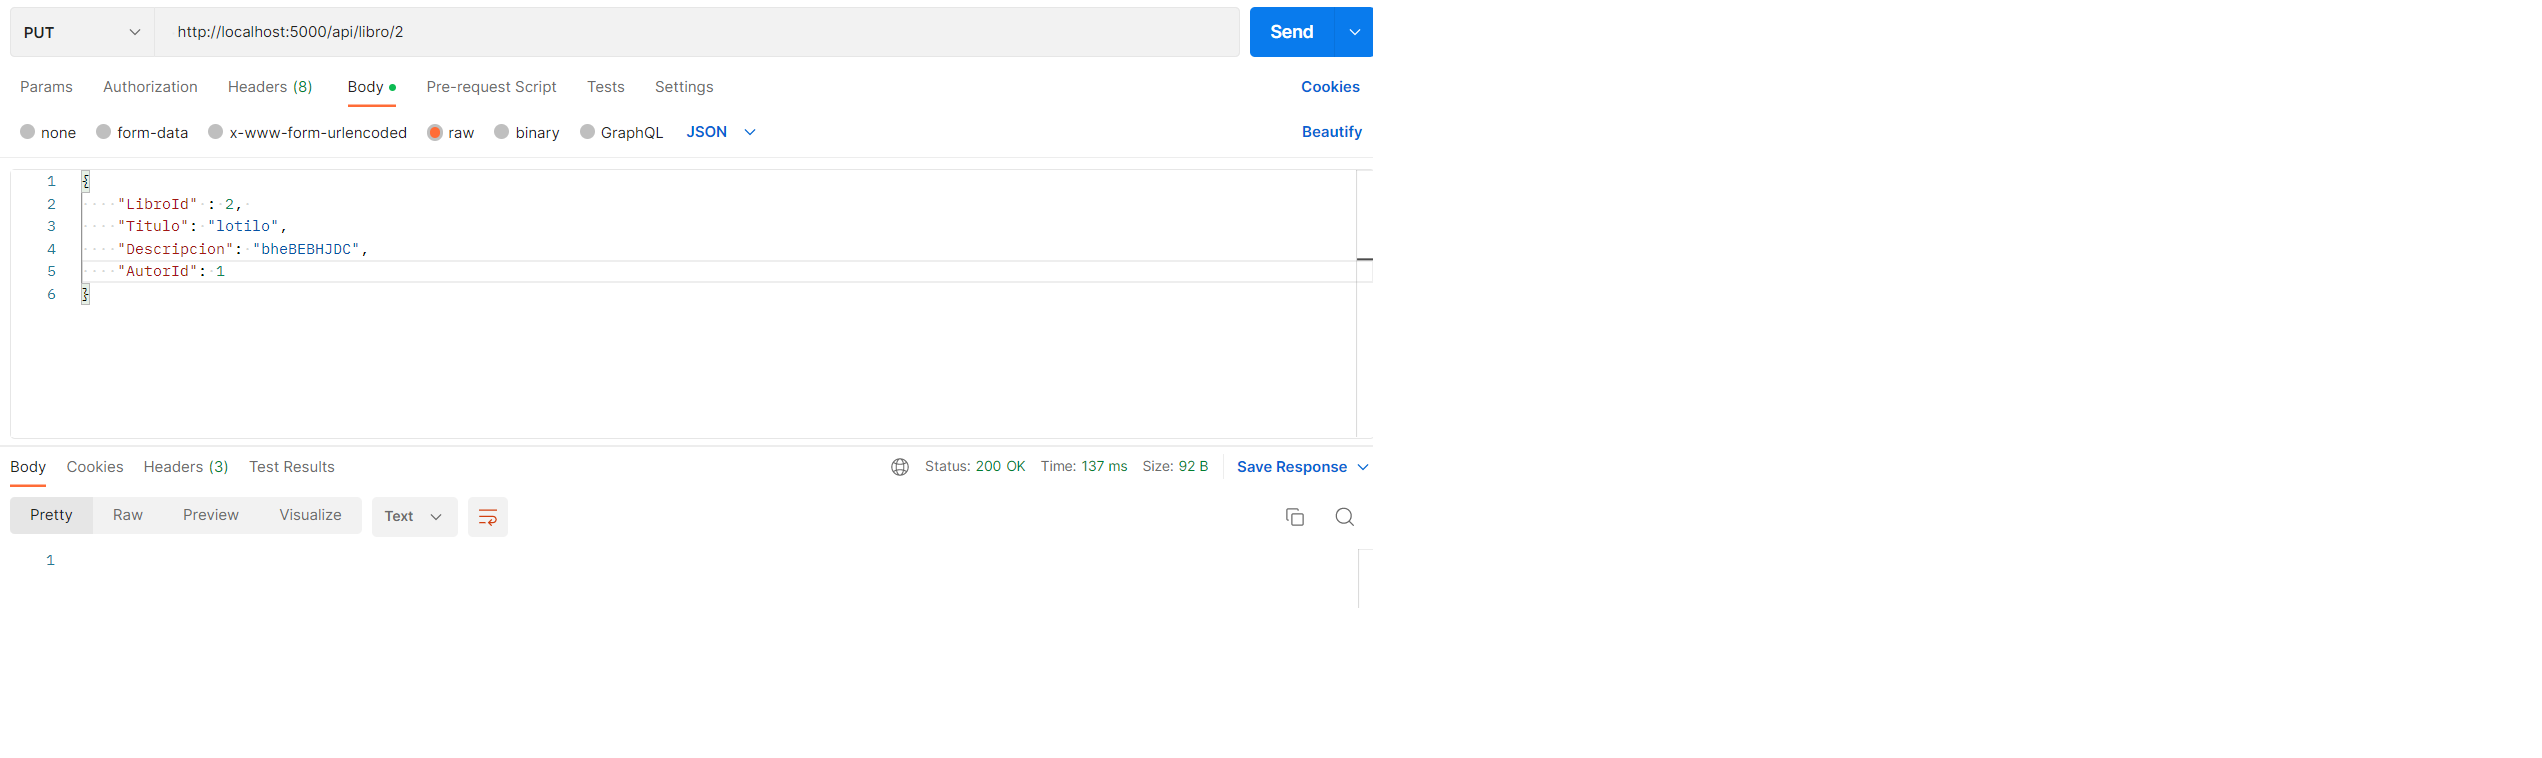 PUT http://localhost:5000/api/libro/2 Send
Params Authorization Headers (8) Body Pre-request Script Tests Settings Cookies
none form-data x-www-form-urlencoded raw binary GraphQL JSON Beautify
1 {
2 "LibroId" : 2,
3 "Titulo": "lotilo",
4 "Descripcion": "bheBEBHJDC",
5 "AutorId": 1
6 }
Body Cookies Headers (3) Test Results Status: 200 OK Time: 137 ms Size: 92 B Save Response
Pretty Raw Preview Visualize Text
1